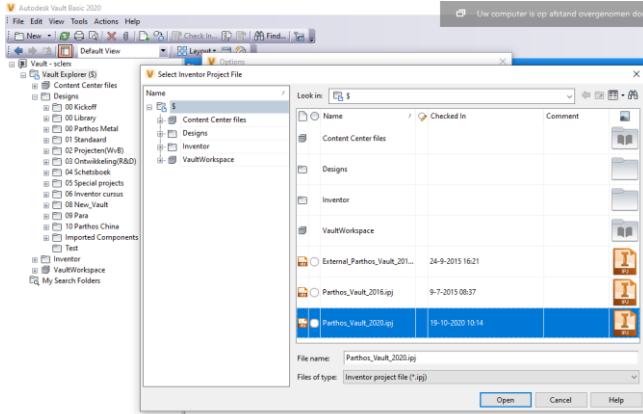 Autodesk Vault Basic 2020
Uw computer is op afstand overgenomen do
File Edit View Tools Actions Help
New Check In... Find...
Default View Layout
Vault - sclens
Vault Explorer ($)
Content Center files
Designs
00 Kickoff
00 Library
00 Parthos Metal
01 Standaard
02 Projecten(WvB)
03 Ontwikkeling(R&D)
04 Schetsboek
05 Special projects
06 Inventor cursus
08 New_Vault
09 Para
10 Parthos China
Imported Components
Test
Inventor
VaultWorkspace
My Search Folders
Options
Select Inventor Project File
Name
$
Content Center files
Designs
Inventor
VaultWorkspace
Look in: $
Name Checked In Comment
Content Center files
Designs
Inventor
VaultWorkspace
External_Parthos_Vault_201... 24-9-2015 16:21
IPJ
Parthos_Vault_2016.ipj 9-7-2015 08:37
IPJ
Parthos_Vault_2020.ipj 19-10-2020 10:14
IPJ
File name: Parthos_Vault_2020.ipj
Files of type: Inventor project file (*.ipj)
Open Cancel Help